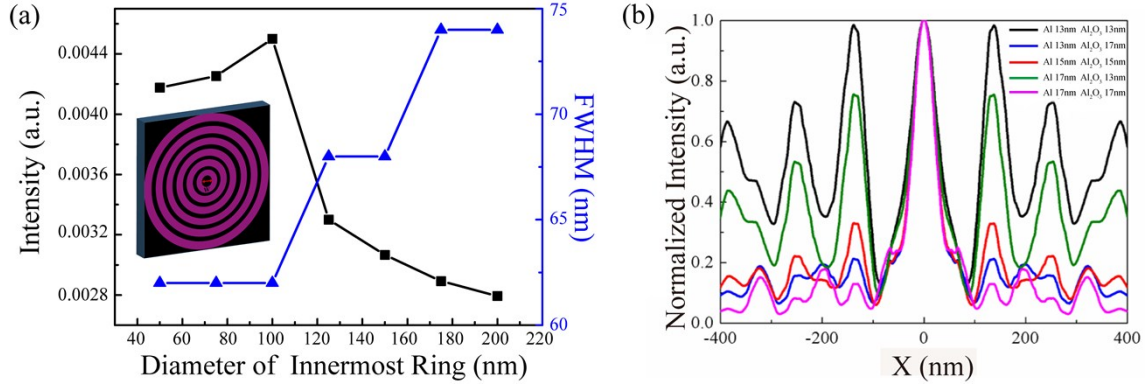 (a)
Intensity (a.u.)
0.0044
0.0040
0.0036
0.0032
0.0028
40 60 80 100 120 140 160 180 200 220
Diameter of Innermost Ring (nm)
75
70
65
60
FWHM (nm)
(b)
Normalized Intensity (a.u.)
1.0
0.8
0.6
0.4
0.2
0.0
-400 -200 0 200 400
X (nm)
Al 13nm Al₂O₃ 13nm
Al 13nm Al₂O₃ 17nm
Al 15nm Al₂O₃ 15nm
Al 17nm Al₂O₃ 13nm
Al 17nm Al₂O₃ 17nm